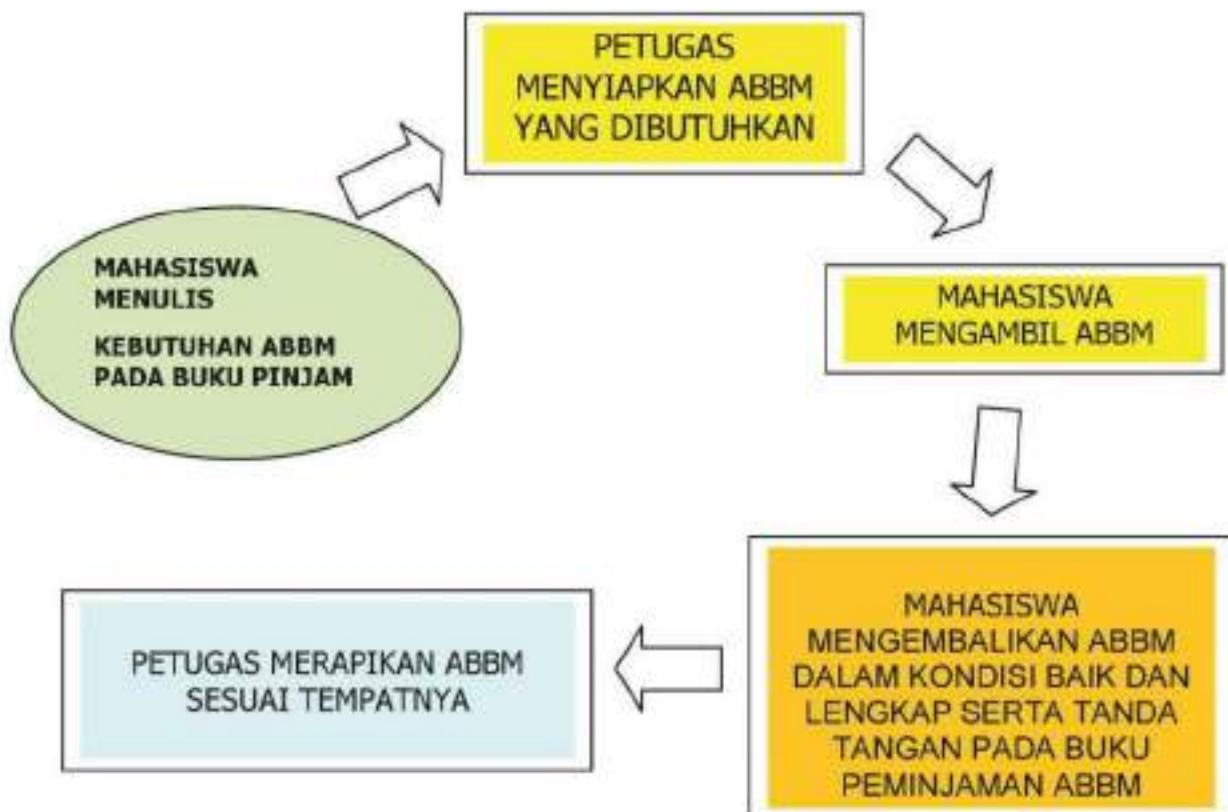 MAHASISWA
MENULIS
KEBUTUHAN ABBM
PADA BUKU PINJAM
PETUGAS
MENYIAPKAN ABBM
YANG DIBUTUHKAN
MAHASISWA
MENGAMBIL ABBM
MAHASISWA
MENGEMBALIKAN ABBM
DALAM KONDISI BAIK DAN
LENGKAP SERTA TANDA
TANGAN PADA BUKU
PEMINJAMAN ABBM
PETUGAS MERAPIKAN ABBM
SESUAI TEMPATNYA